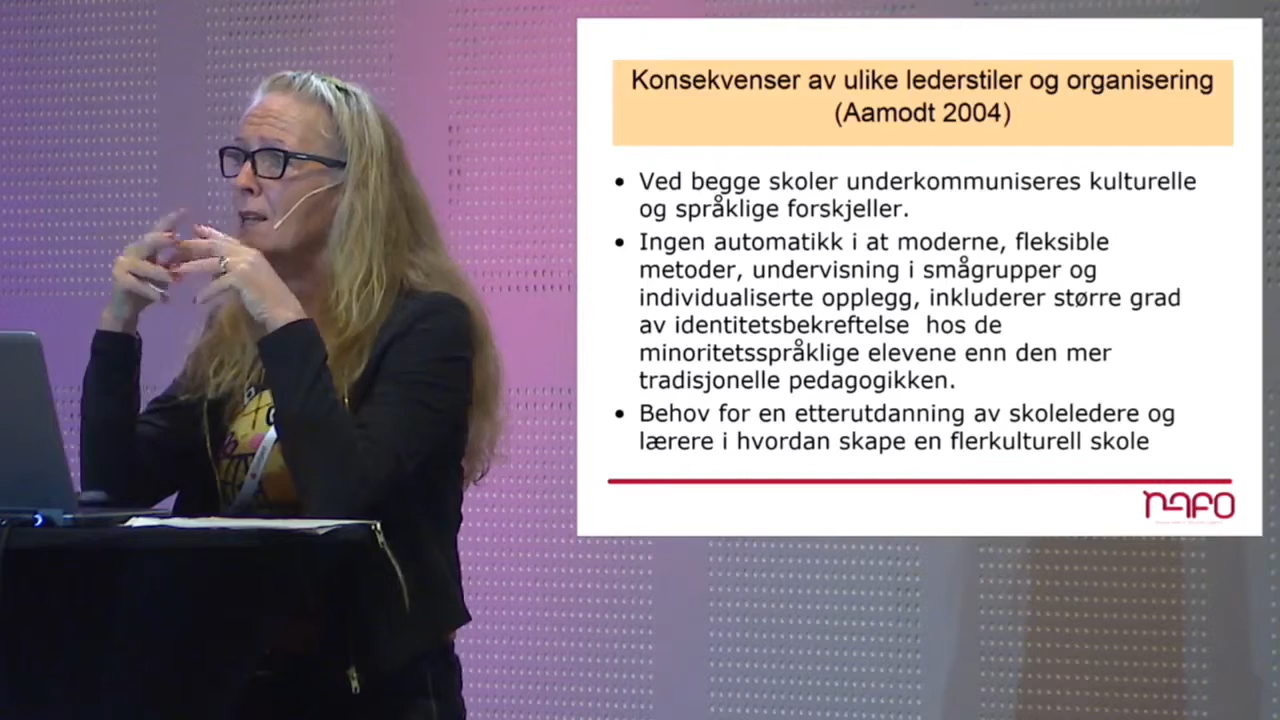 Konsekvenser av ulike lederstiler og organisering
(Aamodt 2004)
• Ved begge skoler underkommuniseres kulturelle
og språklige forskjeller.
• Ingen automatikk i at moderne, fleksible
metoder, undervisning i smågrupper og
individualiserte opplegg, inkluderer større grad
av identitetsbekreftelse hos de
minoritetsspråklige elevene enn den mer
tradisjonelle pedagogikken.
• Behov for en etterutdanning av skoleledere og
lærere i hvordan skape en flerkulturell skole
NAFO